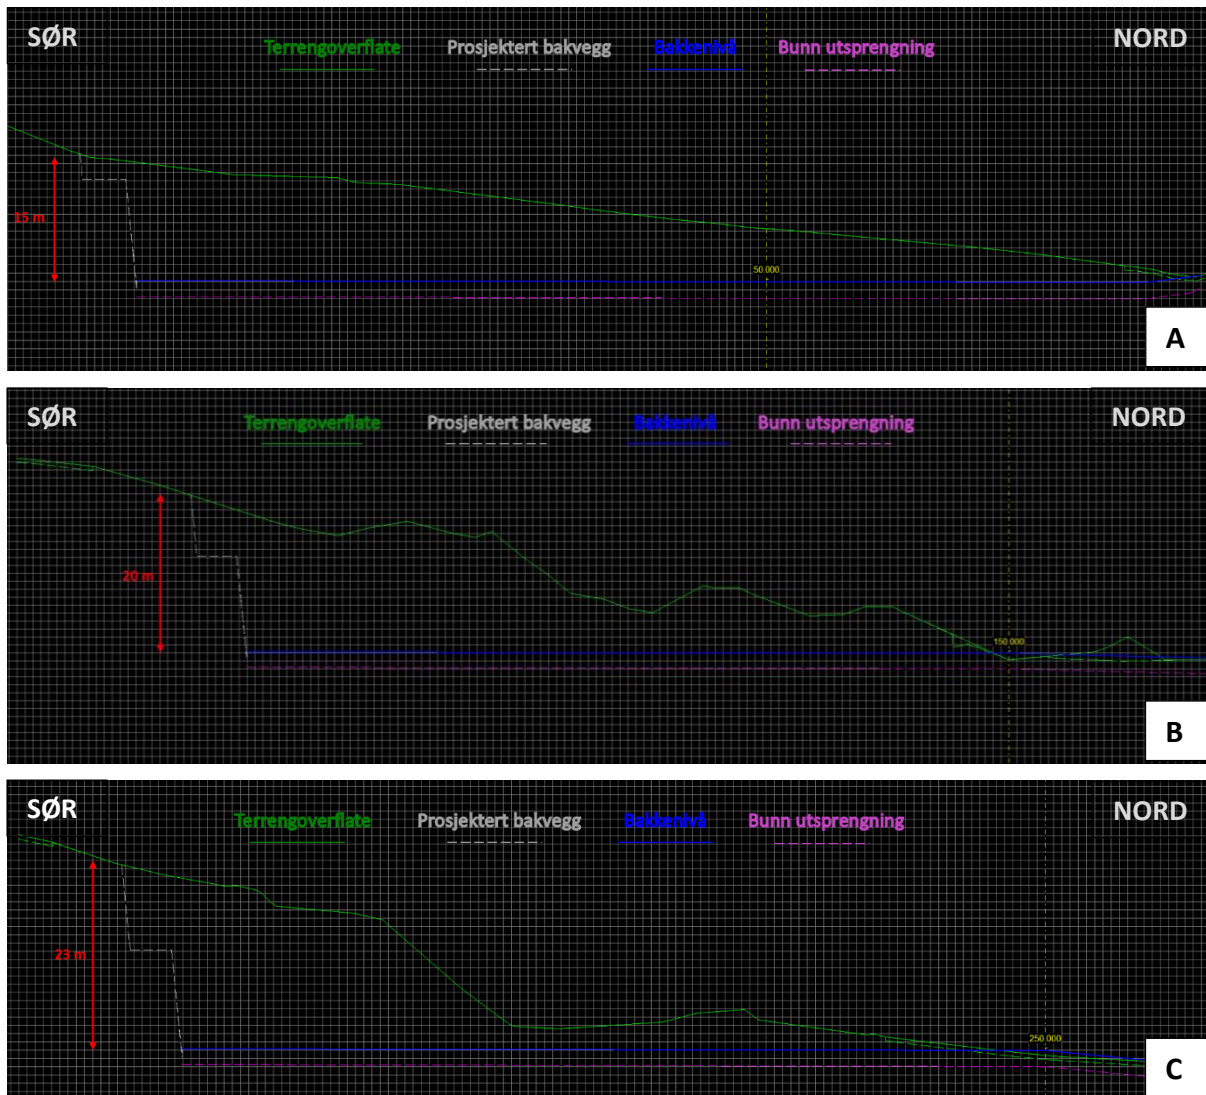 SØR
NORD
Terrengoverflate Prosjektert bakvegg Bakkenivå Bunn utsprengning
15 m
50.000
A
SØR
NORD
Terrengoverflate Prosjektert bakvegg Bakkenivå Bunn utsprengning
20 m
150.000
B
SØR
NORD
Terrengoverflate Prosjektert bakvegg Bakkenivå Bunn utsprengning
23 m
250.000
C